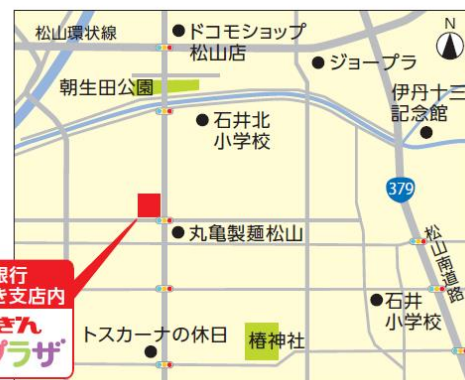 松山環状線
ドコモショップ
松山店
N
ジョープラ
朝生田公園
伊丹十三
記念館
石井北
小学校
379
丸亀製麺松山
松山南道路
銀行
き支店内
ぎん
プラザ
石井
小学校
トスカーナの休日
椿神社